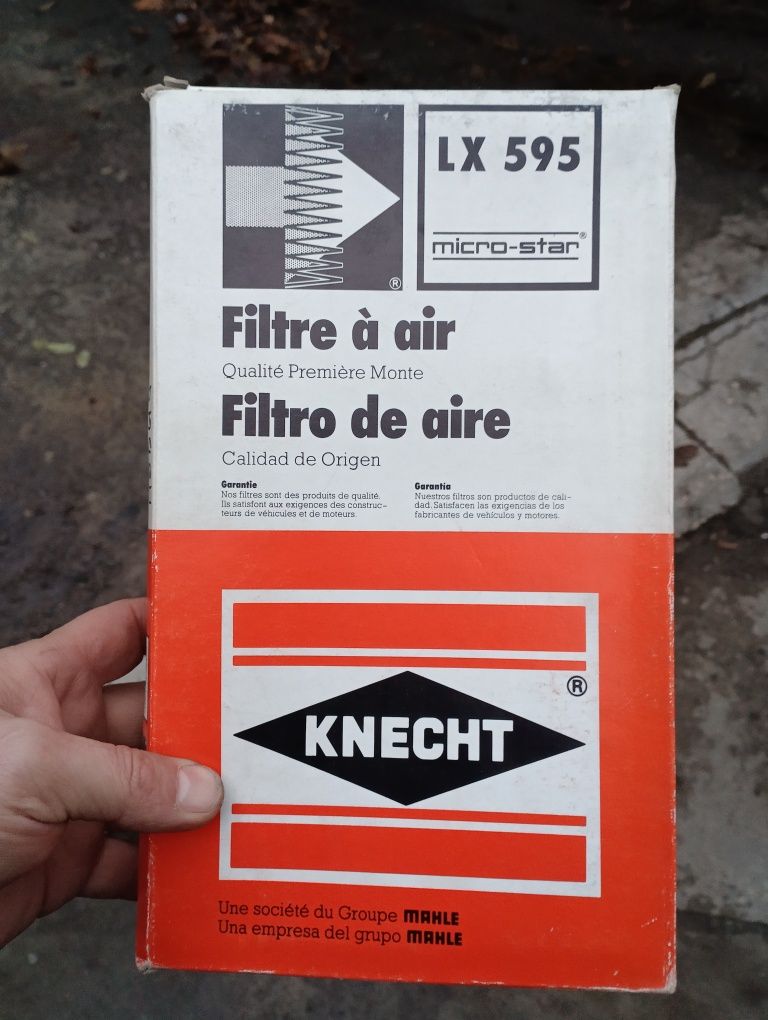 LX 595
micro-star®
®
Filtre à air
Qualité Première Monte
Filtro de aire
Calidad de Origen
Garantie
Nos filtres sont des produits de qualité.
Ils satisfont aux exigences des construc-
teurs de véhicules et de moteurs.
Garantía
Nuestros filtros son productos de cali-
dad. Satisfacen las exigencias de los
fabricantes de vehículos y motores.
®
KNECHT
Une société du Groupe MAHLE
Una empresa del grupo MAHLE